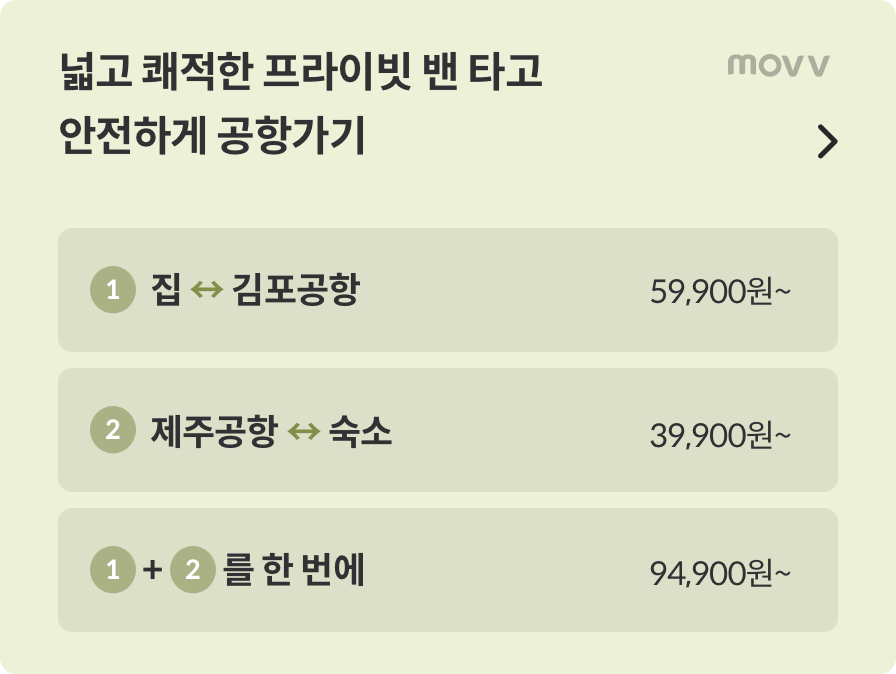 넓고 쾌적한 프라이빗 밴 타고
안전하게 공항가기
movv
1 집 ↔ 김포공항 59,900원~
2 제주공항 ↔ 숙소 39,900원~
1 + 2 를 한 번에 94,900원~